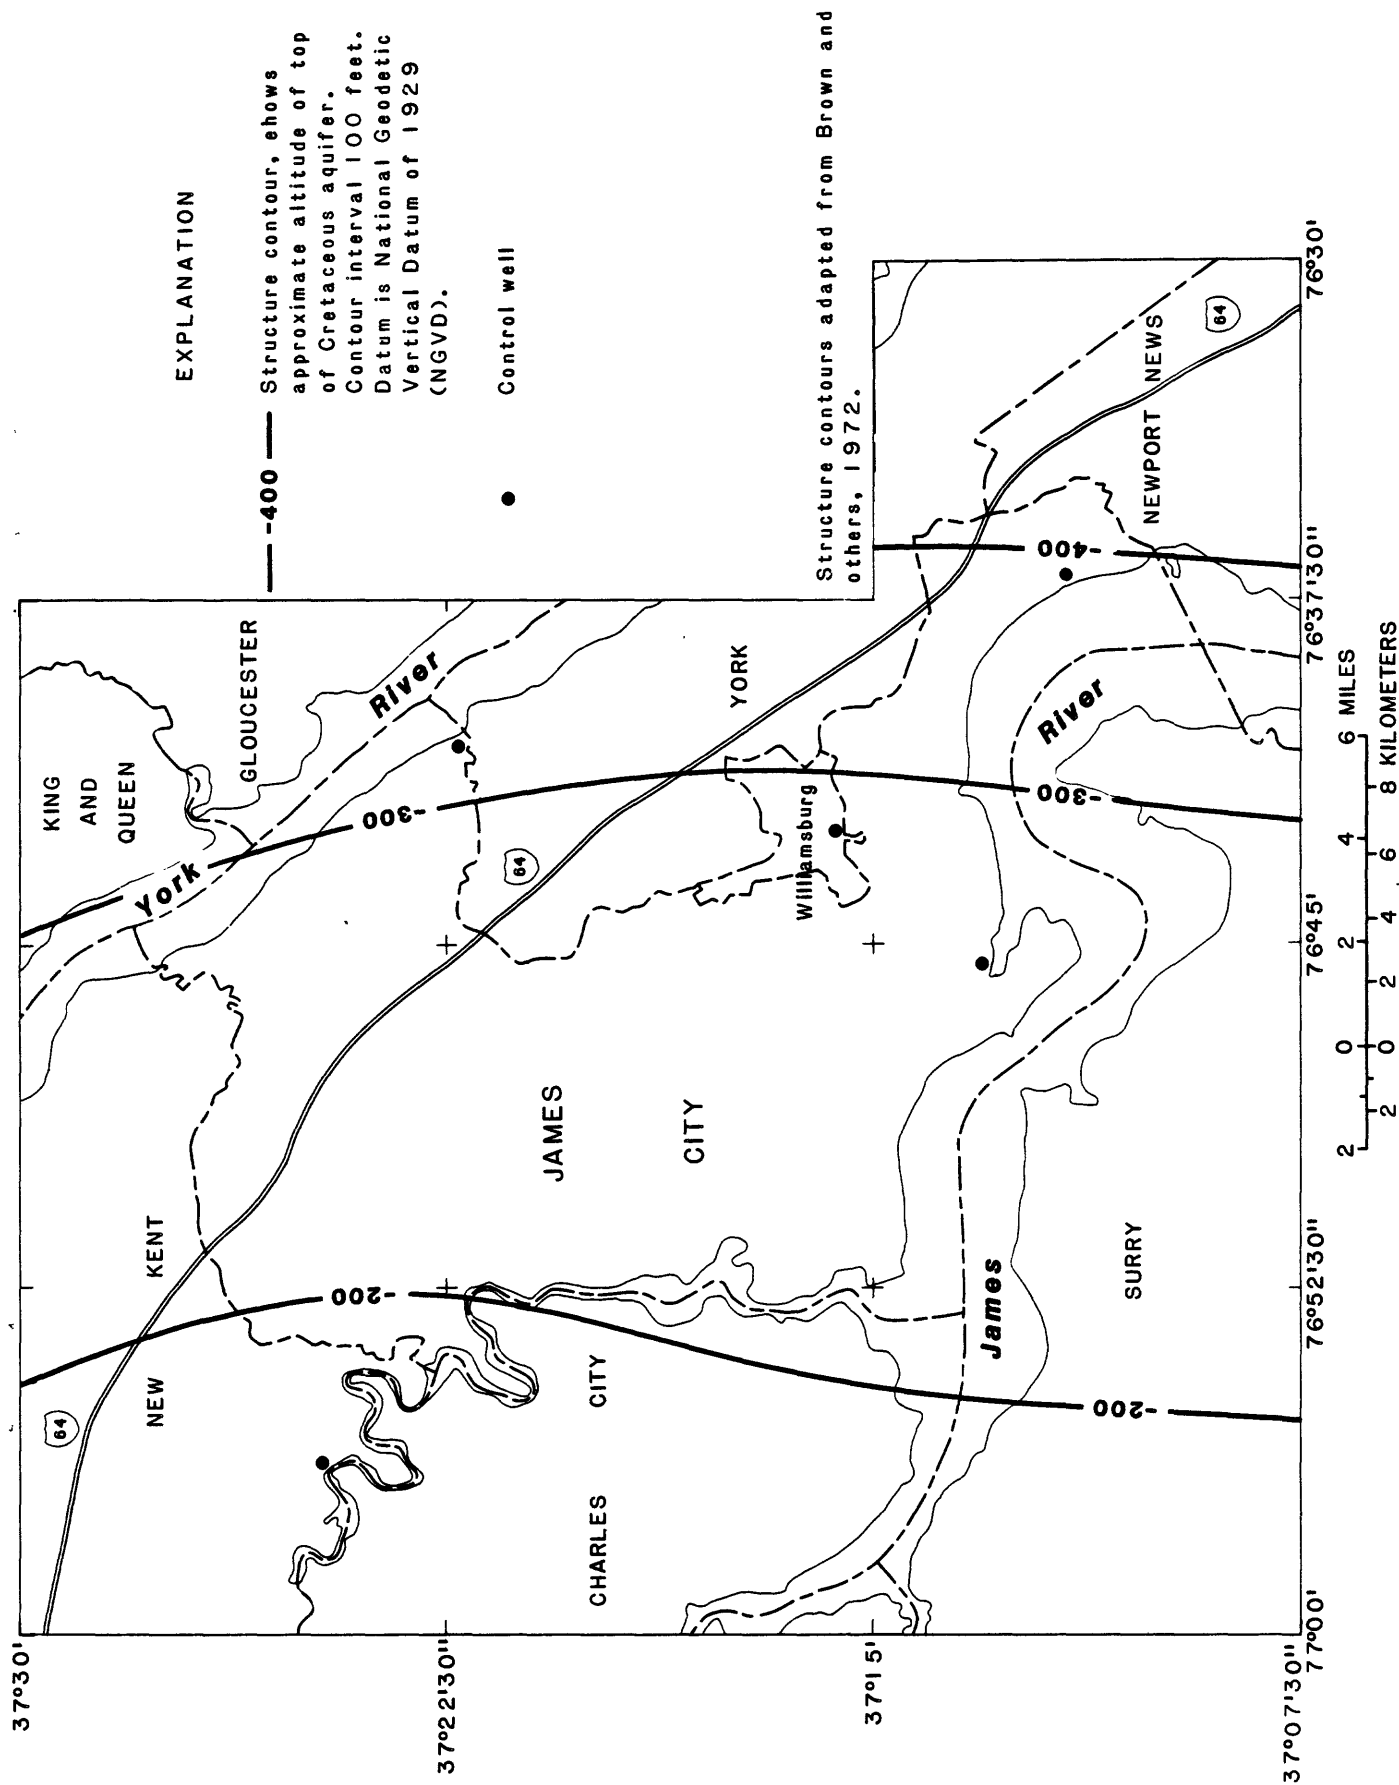 EXPLANATION
-400
Structure contour, ehows
approximate altitude of top
of Cretaceous aquifer.
Contour interval 100 feet.
Datum is National Geodetic
Vertical Datum of 1929
(NGVD).
Control well
Structure contours adapted from Brown and
others, 1972.
37°30'
37°22'30"
37°15'
37°07'30"
77°00'
76°52'30"
76°45'
76°37'30"
76°30'
KING
AND
QUEEN
GLOUCESTER
York
River
NEW
KENT
64
-200
-300
JAMES
CITY
64
YORK
Williamsburg
CHARLES
CITY
James
River
SURRY
-200
-300
-400
NEWPORT NEWS
64
2 0 2 4 6 MILES
2 0 2 4 6 8 KILOMETERS